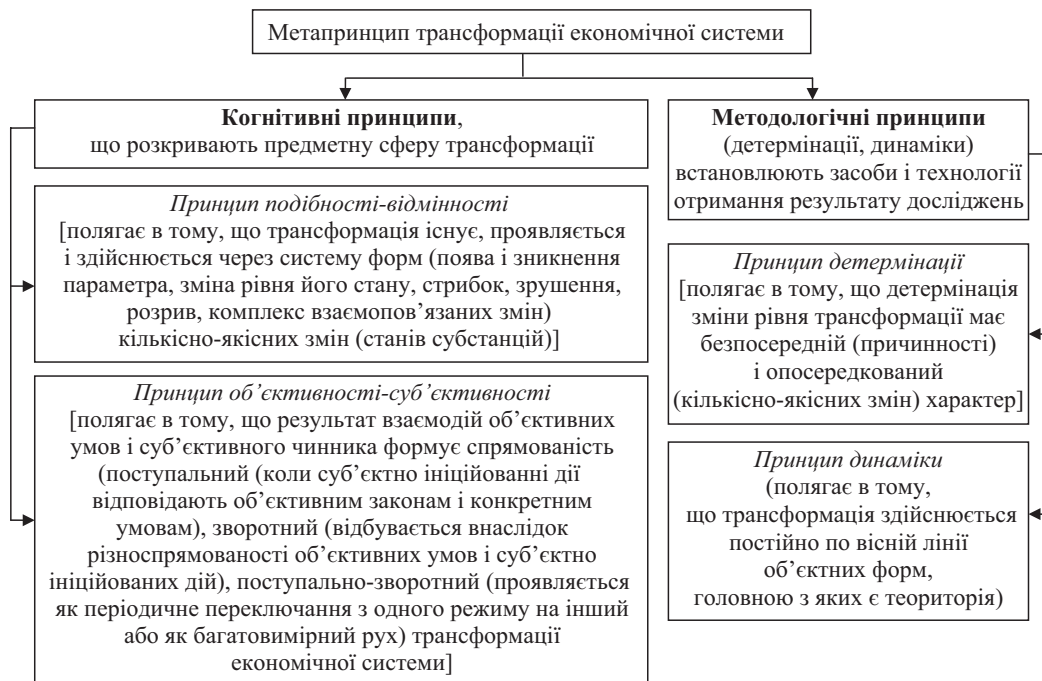 Метапринцип трансформації економічної системи
Когнітивні принципи,
що розкривають предметну сферу трансформації
Принцип подібності-відмінності
[полягає в тому, що трансформація існує, проявляється
і здійснюється через систему форм (поява і зникнення
параметра, зміна рівня його стану, стрибок, зрушення,
розрив, комплекс взаємопов’язаних змін)
кількісно-якісних змін (станів субстанцій)]
Принцип об’єктивності-суб’єктивності
[полягає в тому, що результат взаємодій об’єктивних
умов і суб’єктивного чинника формує спрямованість
(поступальний (коли суб’єктно ініційованні дії
відповідають об’єктивним законам і конкретним
умовам), зворотний (відбувається внаслідок
різноспрямованості об’єктивних умов і суб’єктно
ініційованих дій), поступально-зворотний (проявляється
як періодичне переключання з одного режиму на інший
або як багатовимірний рух) трансформації
економічної системи]
Методологічні принципи
(детермінації, динаміки)
встановлюють засоби і технології
отримання результату досліджень
Принцип детермінації
[полягає в тому, що детермінація
зміни рівня трансформації має
безпосередній (причинності)
і опосередкований
(кількісно-якісних змін) характер]
Принцип динаміки
(полягає в тому,
що трансформація здійснюється
постійно по вісній лінії
об’єктних форм,
головною з яких є теориторія)